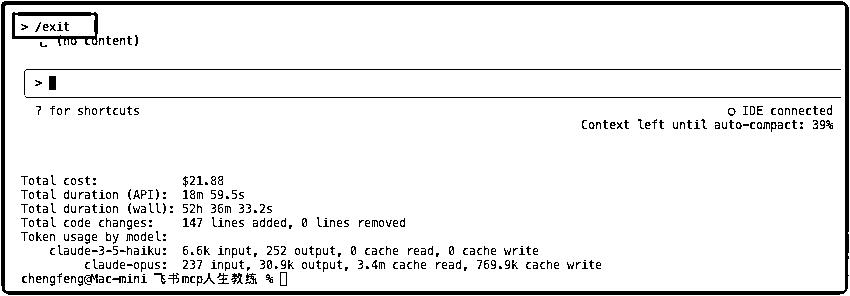 > /exit
(no content)
>
? for shortcuts
IDE connected
Context left until auto-compact: 39%
Total cost: $21.88
Total duration (API): 18m 59.5s
Total duration (wall): 52h 36m 33.2s
Total code changes: 147 lines added, 0 lines removed
Token usage by model:
claude-3-5-haiku: 6.6k input, 252 output, 0 cache read, 0 cache write
claude-opus: 237 input, 30.9k output, 3.4m cache read, 769.9k cache write
chengfeng@Mac-mini 飞书mcp人生教练 %